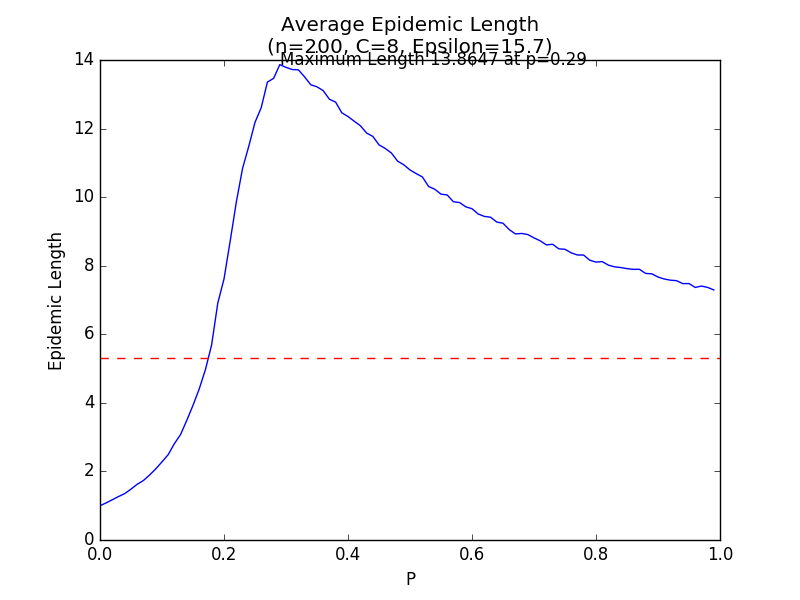 Average Epidemic Length
(n=200, C=8, Epsilon=15.7)
Maximum Length 13.8647 at p=0.29
14
12
10
8
6
4
2
0
Epidemic Length
0.0 0.2 0.4 0.6 0.8 1.0
P